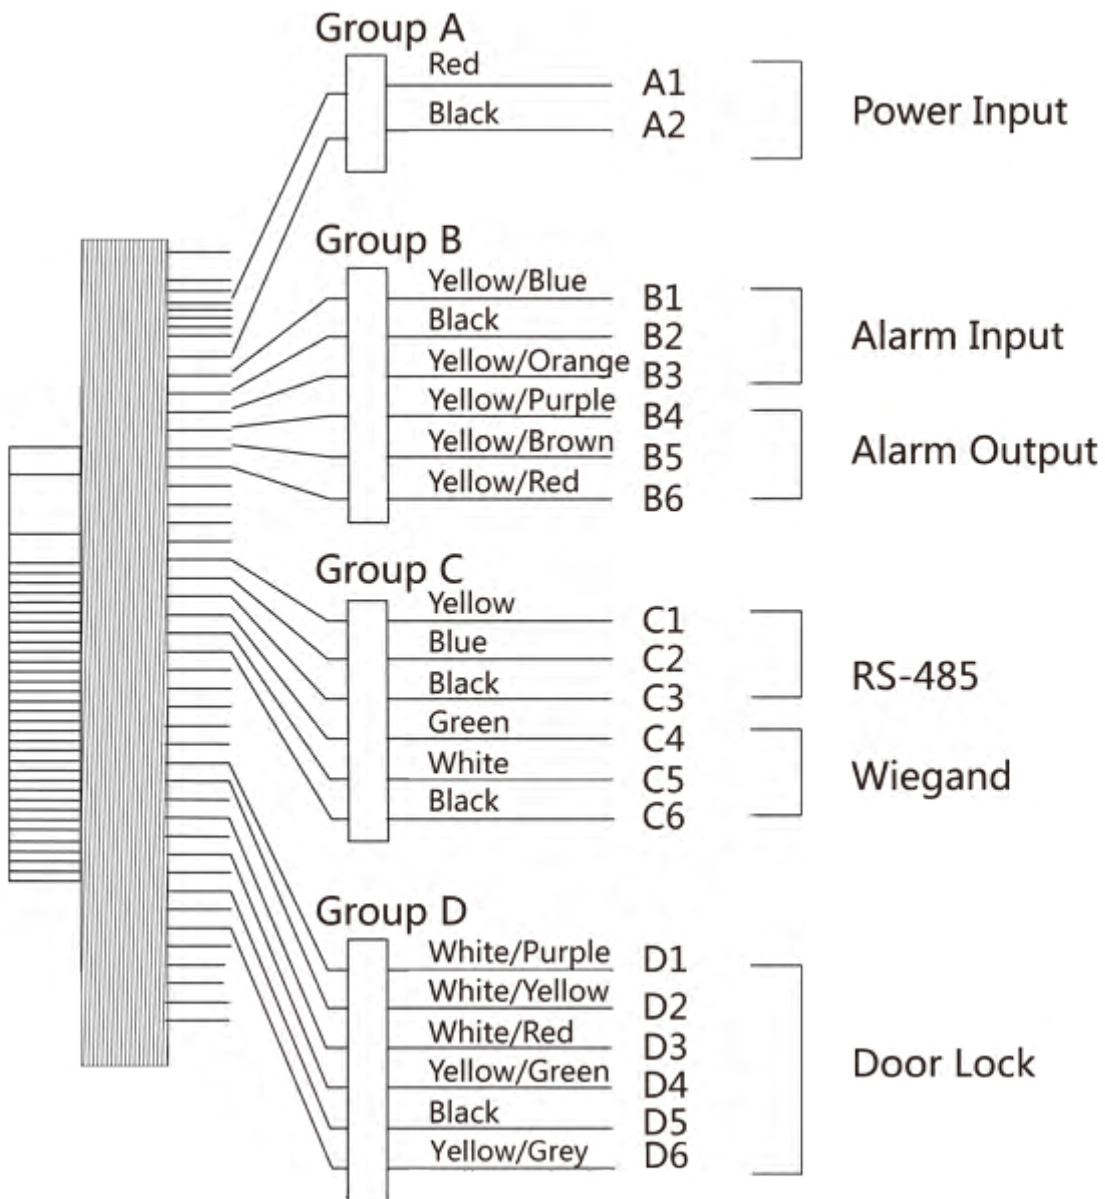 Group A
Red A1
Black A2
Power Input
Group B
Yellow/Blue B1
Black B2
Yellow/Orange B3
Alarm Input
Yellow/Purple B4
Yellow/Brown B5
Yellow/Red B6
Alarm Output
Group C
Yellow C1
Blue C2
Black C3
RS-485
Green C4
White C5
Black C6
Wiegand
Group D
White/Purple D1
White/Yellow D2
White/Red D3
Yellow/Green D4
Black D5
Yellow/Grey D6
Door Lock